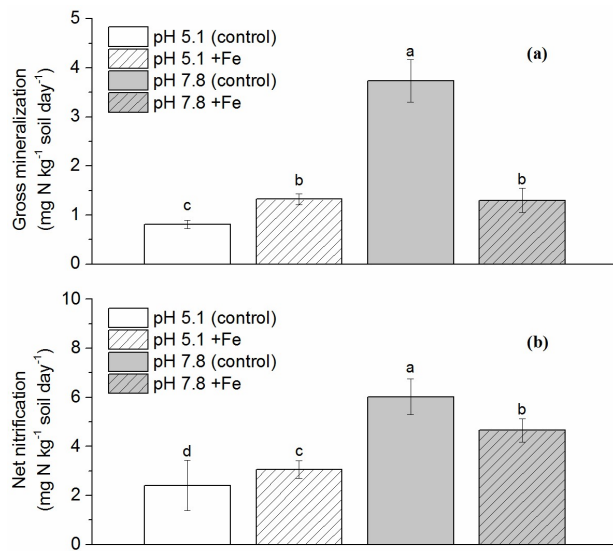 Gross mineralization
(mg N kg⁻¹ soil day⁻¹)
5
4
3
2
1
0
pH 5.1 (control)
pH 5.1 +Fe
pH 7.8 (control)
pH 7.8 +Fe
(a)
c
b
a
b
Net nitrification
(mg N kg⁻¹ soil day⁻¹)
10
8
6
4
2
0
pH 5.1 (control)
pH 5.1 +Fe
pH 7.8 (control)
pH 7.8 +Fe
(b)
d
c
a
b